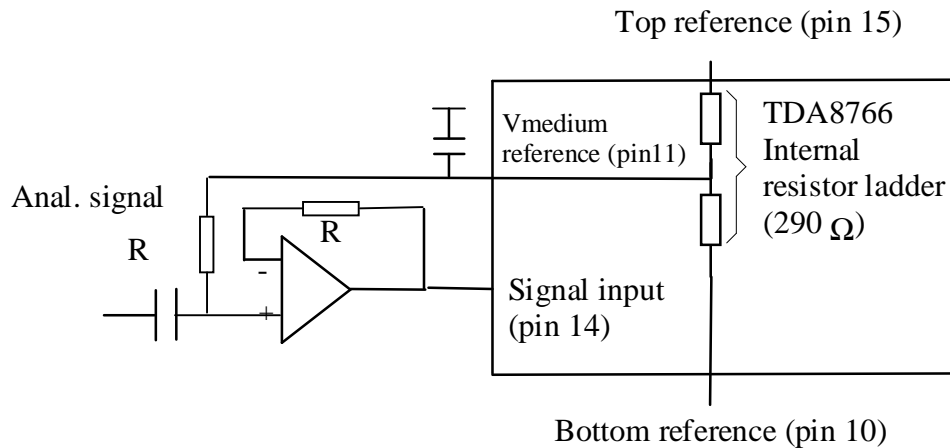 Top reference (pin 15)
Vmedium
reference (pin11)
TDA8766
Internal
resistor ladder
(290 Ω)
Anal. signal
R
R
-
+
Signal input
(pin 14)
Bottom reference (pin 10)